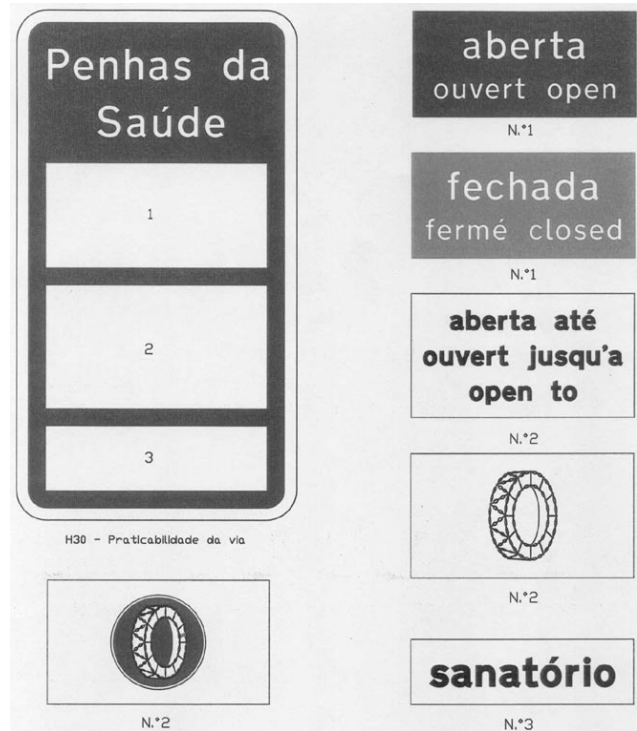 Penhas da
Saúde
1
2
3
H30 - Praticabilidade da via
N.º2
aberta
ouvert open
N.º1
fechada
fermé closed
N.º1
aberta até
ouvert jusqu'a
open to
N.º2
N.º2
sanatório
N.º3